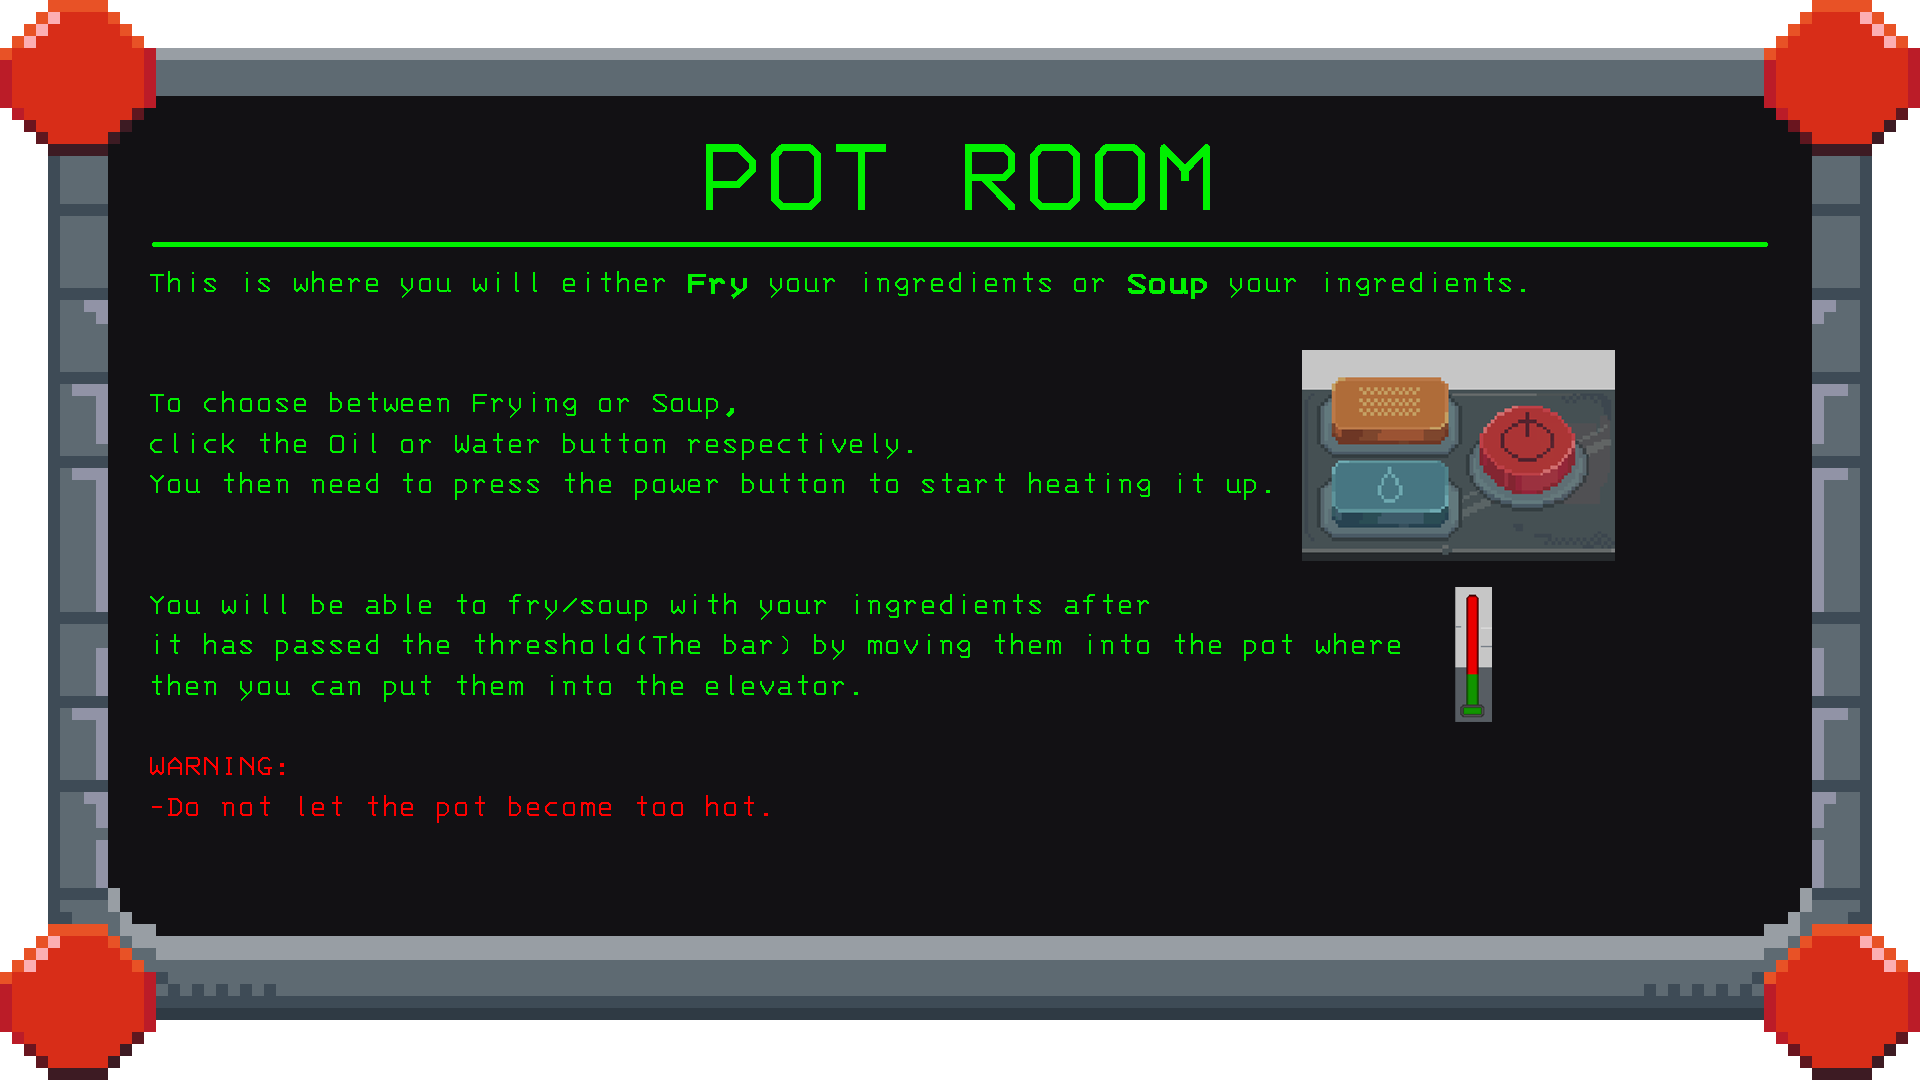 POT ROOM
This is where you will either Fry your ingredients or Soup your ingredients.
To choose between Frying or Soup,
click the Oil or Water button respectively.
You then need to press the power button to start heating it up.
You will be able to fry/soup with your ingredients after
it has passed the threshold(The bar) by moving them into the pot where
then you can put them into the elevator.
WARNING:
-Do not let the pot become too hot.